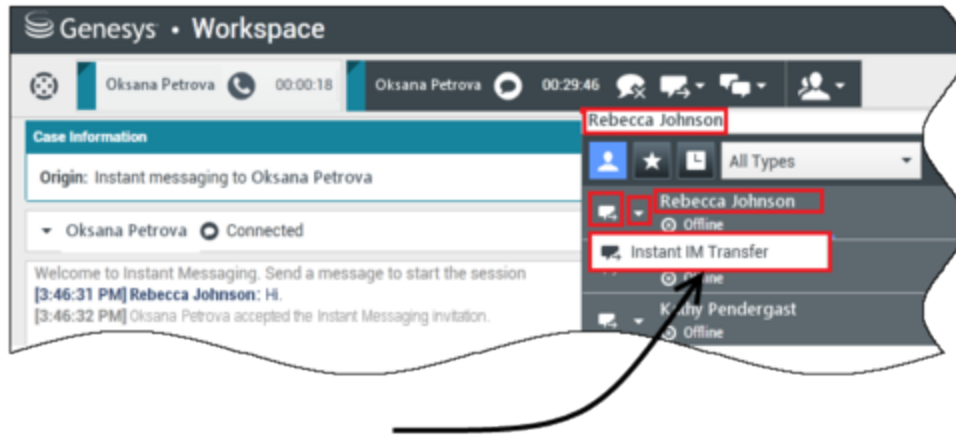 Genesys • Workspace
Oksana Petrova 00:00:18 Oksana Petrova 00:29:46
Rebecca Johnson
Case Information
All Types
Origin: Instant messaging to Oksana Petrova
Rebecca Johnson
Offline
Oksana Petrova Connected
Instant IM Transfer
Welcome to Instant Messaging. Send a message to start the session
[3:46:31 PM] Rebecca Johnson: Hi.
[3:46:32 PM] Oksana Petrova accepted the Instant Messaging invitation.
Offline
Kathy Pendergast
Offline